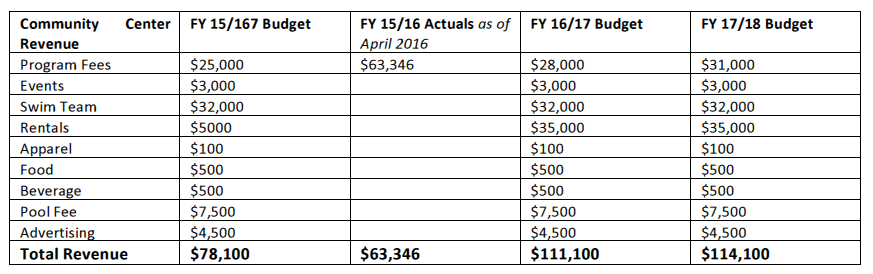 Community Center Revenue | FY 15/167 Budget | FY 15/16 Actuals as of April 2016 | FY 16/17 Budget | FY 17/18 Budget
Program Fees | $25,000 | $63,346 | $28,000 | $31,000
Events | $3,000 | | $3,000 | $3,000
Swim Team | $32,000 | | $32,000 | $32,000
Rentals | $5000 | | $35,000 | $35,000
Apparel | $100 | | $100 | $100
Food | $500 | | $500 | $500
Beverage | $500 | | $500 | $500
Pool Fee | $7,500 | | $7,500 | $7,500
Advertising | $4,500 | | $4,500 | $4,500
Total Revenue | $78,100 | $63,346 | $111,100 | $114,100